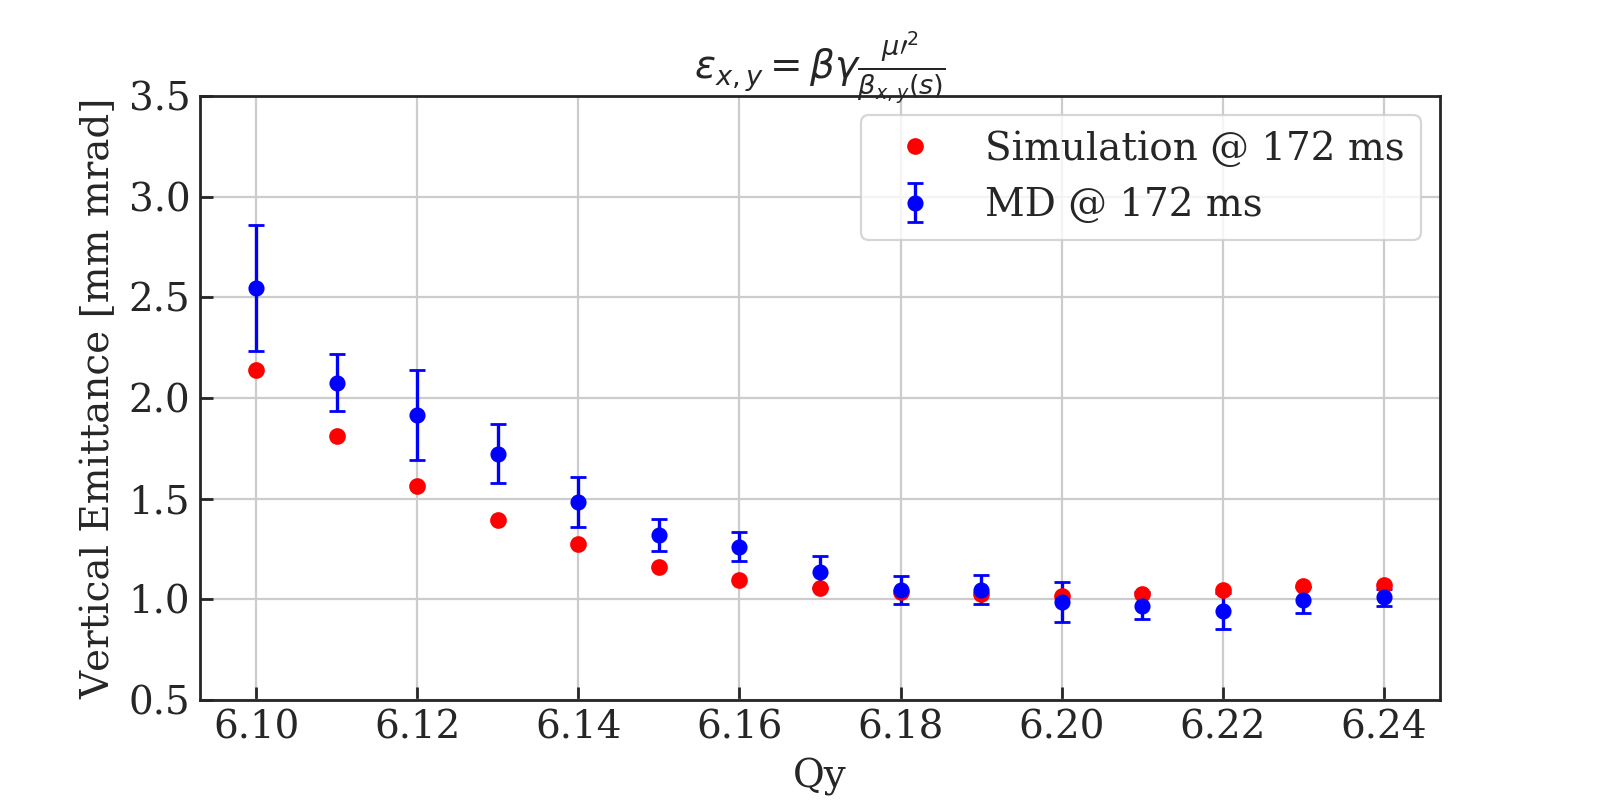 εx,y = βγ μ′²/βx,y(s)
Simulation @ 172 ms
MD @ 172 ms
Vertical Emittance [mm mrad]
3.5
3.0
2.5
2.0
1.5
1.0
0.5
6.10 6.12 6.14 6.16 6.18 6.20 6.22 6.24
Qy